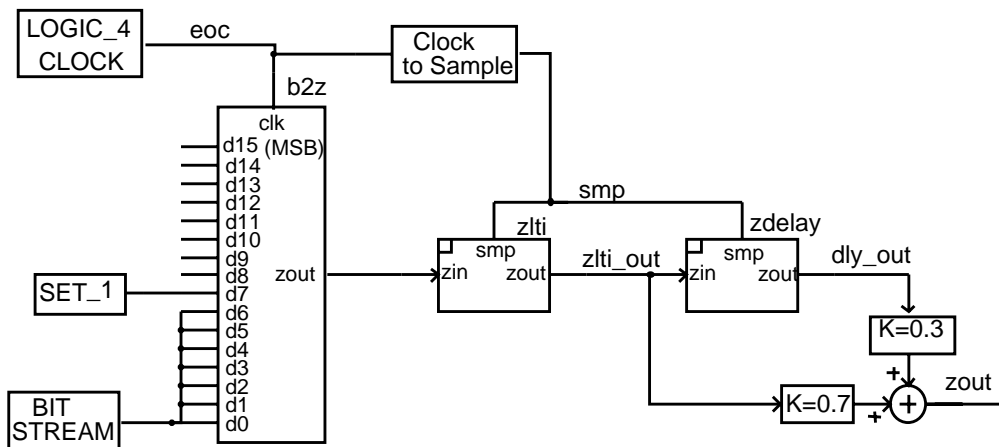 LOGIC_4
CLOCK
eoc
Clock
to Sample
b2z
clk
(MSB)
d15
d14
d13
d12
d11
d10
d9
d8
d7
d6
d5
d4
d3
d2
d1
d0
zout
SET_1
BIT
STREAM
smp
zlti
smp
zin
zout
zlti_out
zdelay
smp
zin
zout
dly_out
K=0.3
+
zout
K=0.7
+
+